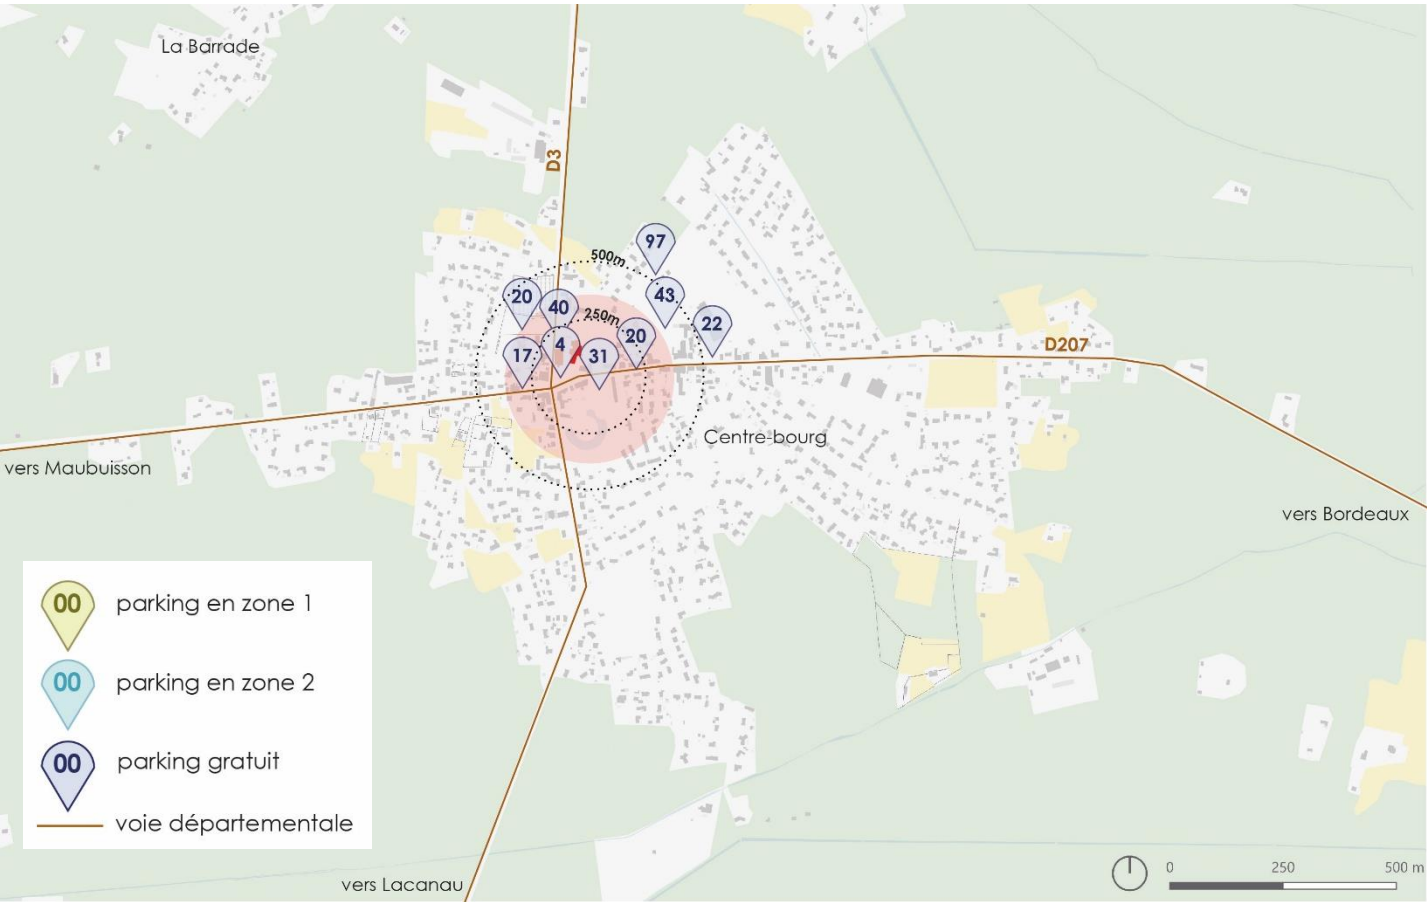 La Barrade
D3
97
500m
20
40
43
250m
22
20
4
17
31
D207
Centre-bourg
vers Maubuisson
vers Bordeaux
00 parking en zone 1
00 parking en zone 2
00 parking gratuit
voie départementale
vers Lacanau
0 250 500 m